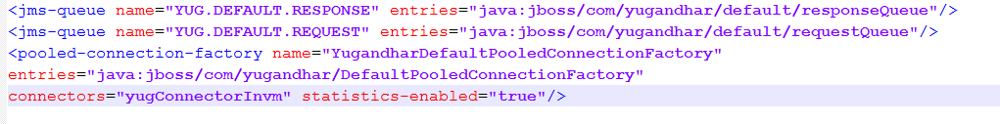 <jms-queue name="YUG.DEFAULT.RESPONSE" entries="java:jboss/com/yugandhar/default/responseQueue"/>
<jms-queue name="YUG.DEFAULT.REQUEST" entries="java:jboss/com/yugandhar/default/requestQueue"/>
<pooled-connection-factory name="YugandharDefaultPooledConnectionFactory"
entries="java:jboss/com/yugandhar/DefaultPooledConnectionFactory"
connectors="yugConnectorInvm" statistics-enabled="true"/>